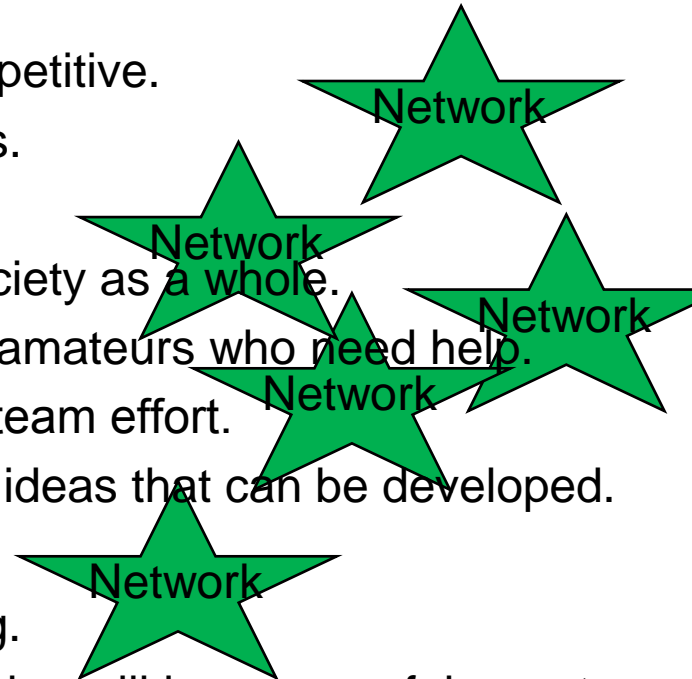 petitive.
Network
s.
Network
ciety as a whole.
Network
amateurs who need help.
Network
team effort.
ideas that can be developed.
Network
g.